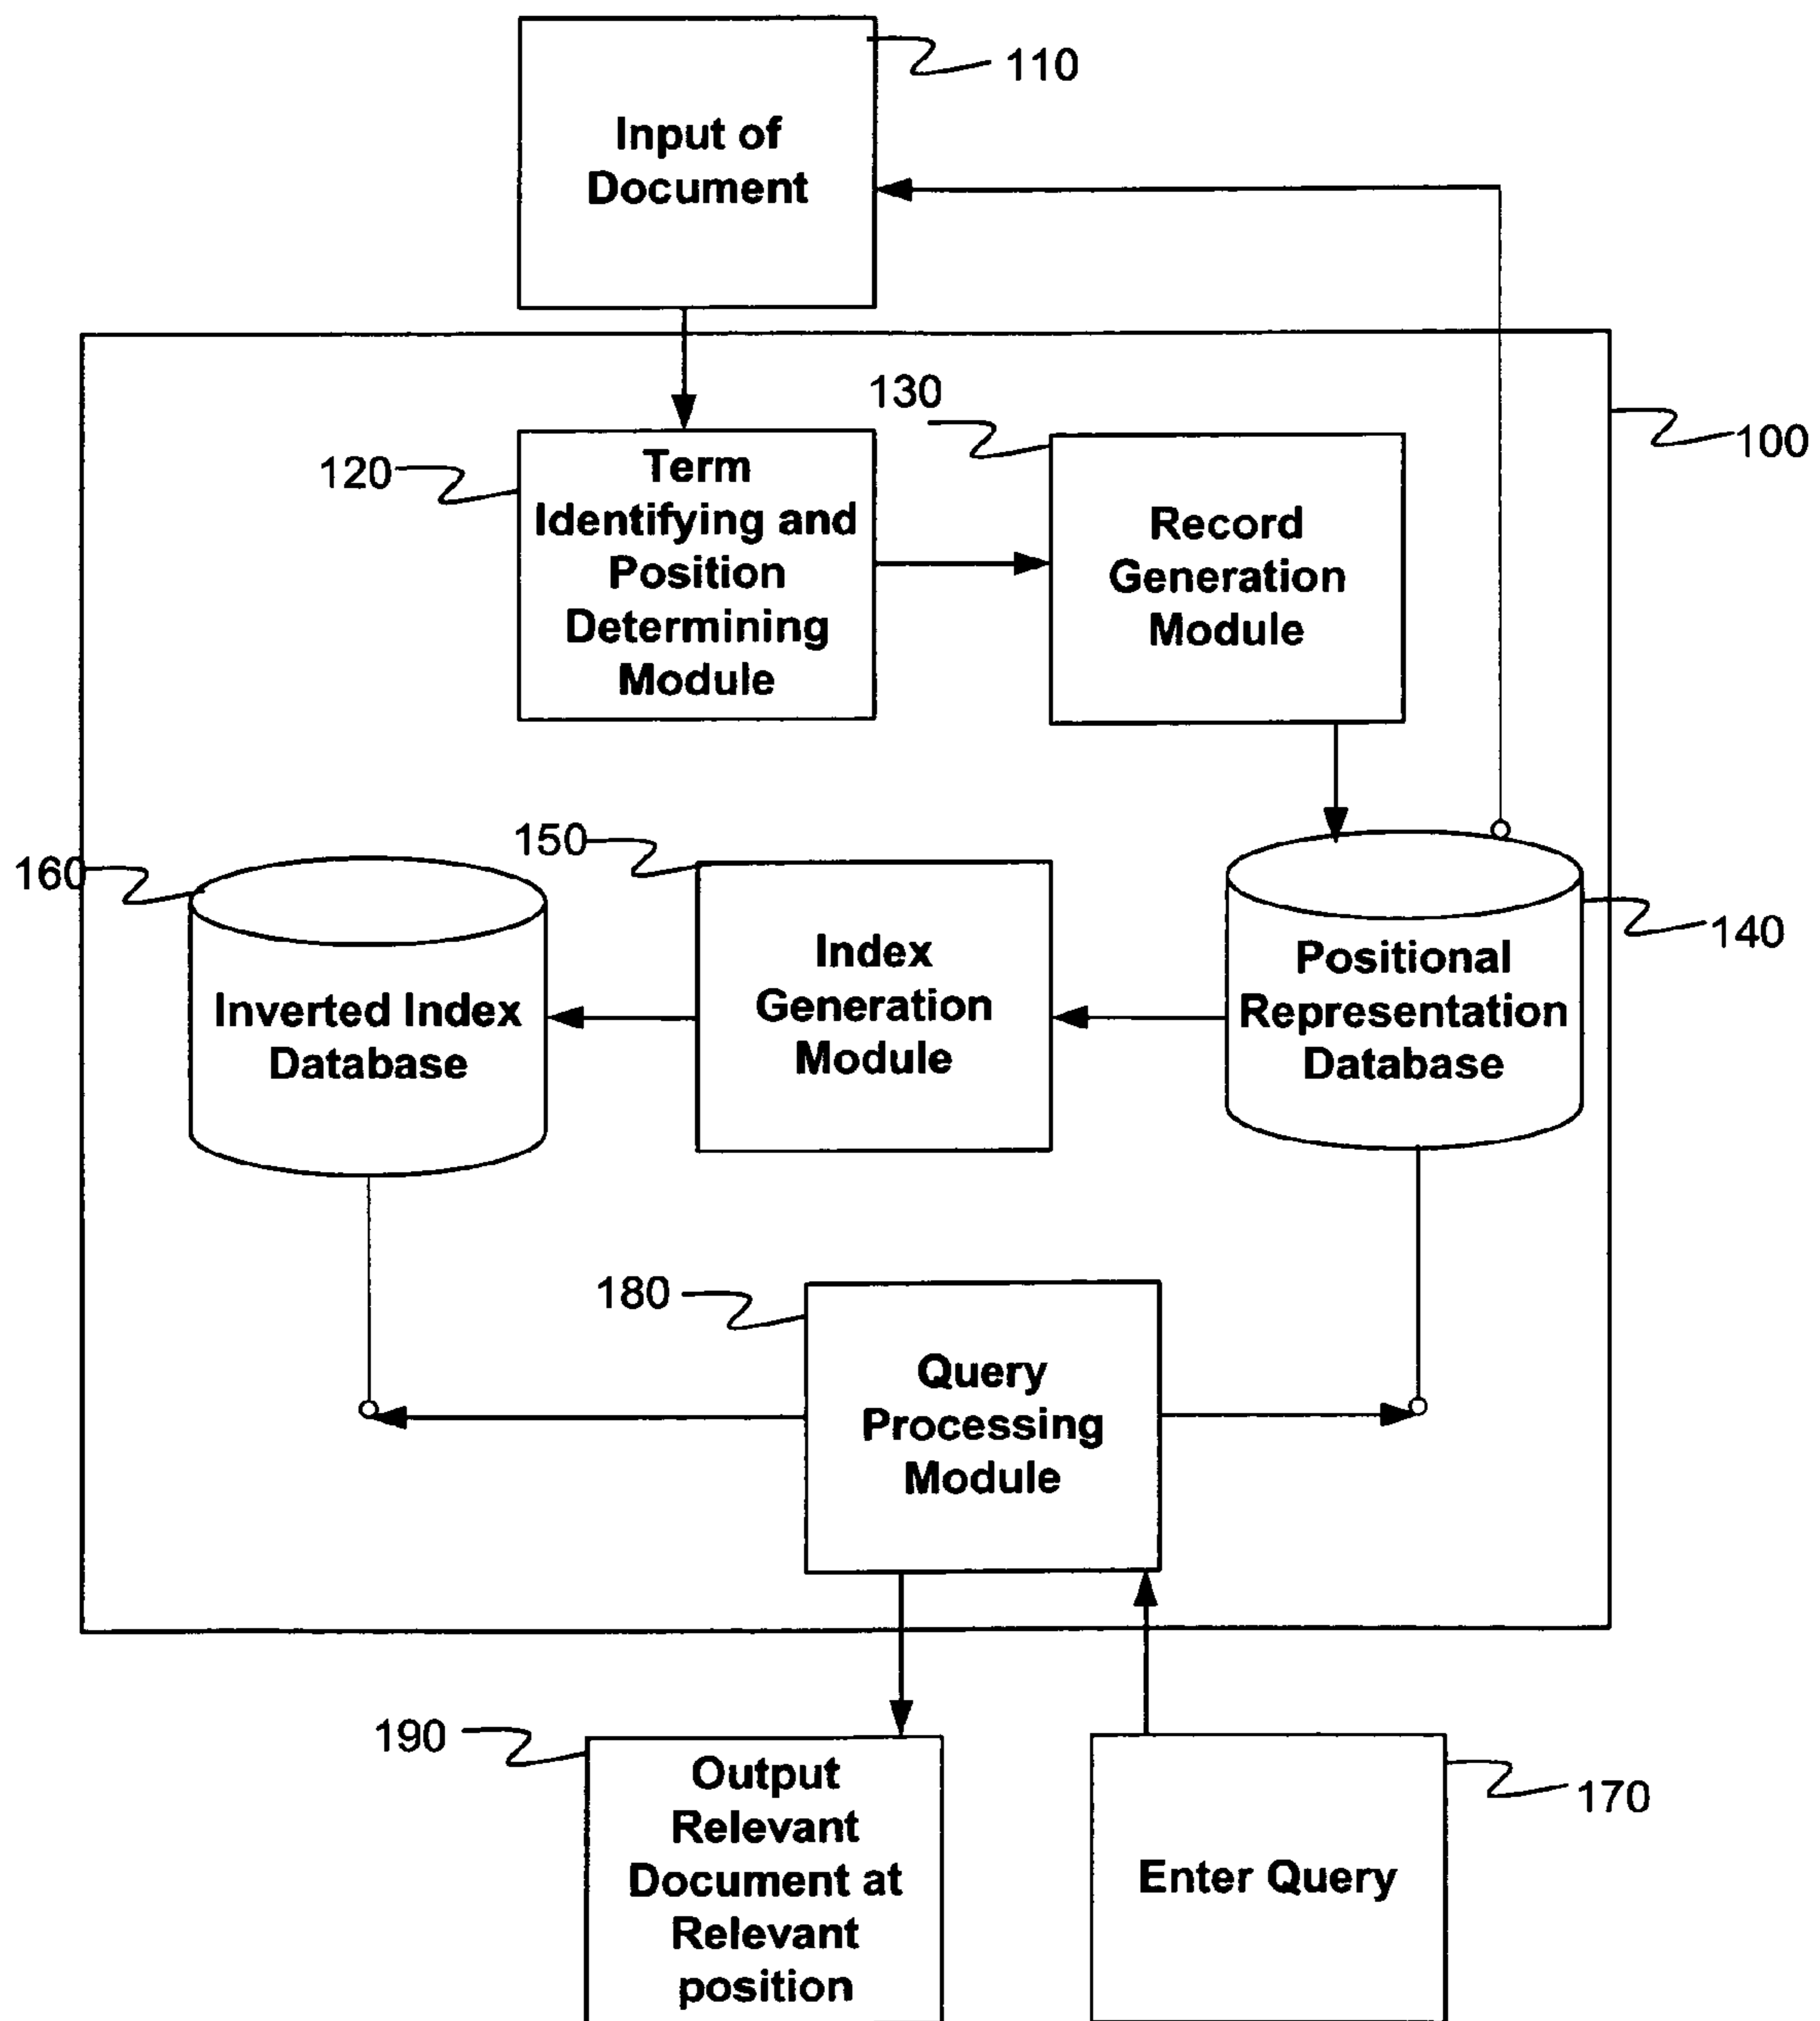 110
Input of
Document
100
120
Term
Identifying and
Position
Determining
Module
130
Record
Generation
Module
160
Inverted Index
Database
150
Index
Generation
Module
140
Positional
Representation
Database
180
Query
Processing
Module
190
Output
Relevant
Document at
Relevant
position
170
Enter Query